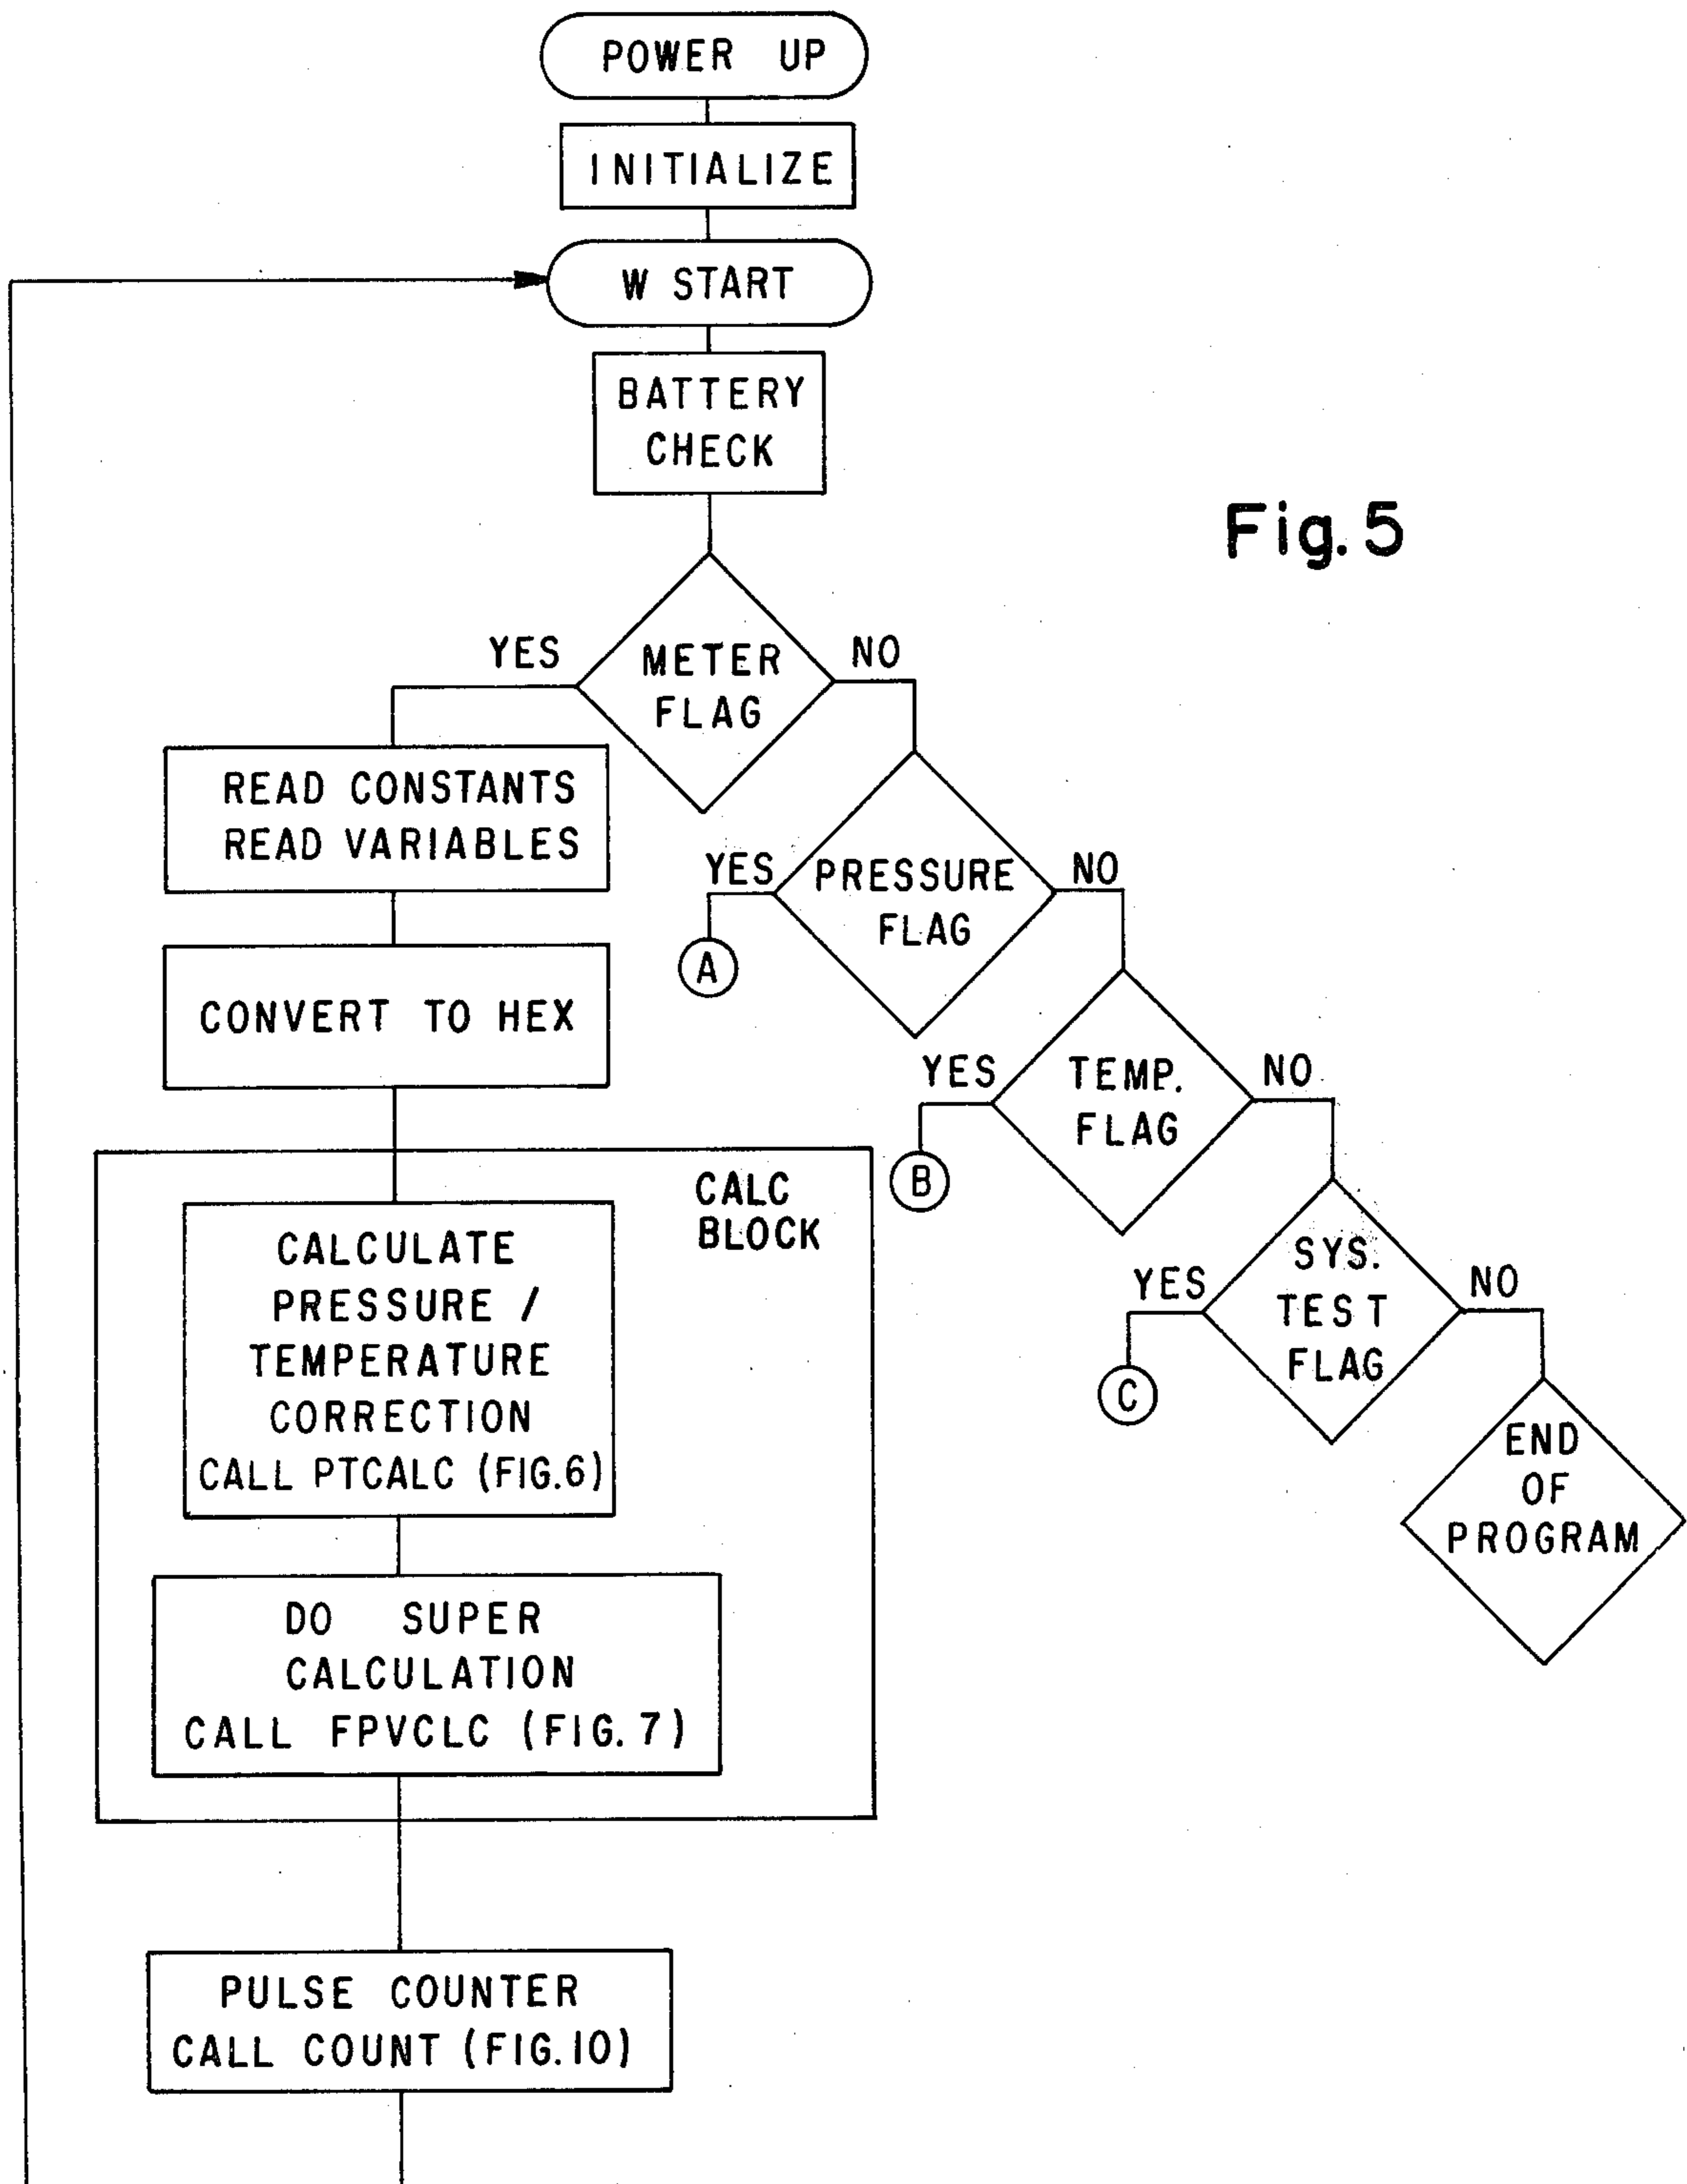 POWER UP
INITIALIZE
W START
BATTERY
CHECK
Fig. 5
YES
METER
FLAG
NO
READ CONSTANTS
READ VARIABLES
YES
PRESSURE
FLAG
NO
A
CONVERT TO HEX
YES
TEMP.
FLAG
NO
B
CALC
BLOCK
CALCULATE
PRESSURE /
TEMPERATURE
CORRECTION
CALL PTCALC (FIG.6)
YES
SYS.
TEST
FLAG
NO
C
END
OF
PROGRAM
DO SUPER
CALCULATION
CALL FPVCLC (FIG. 7)
PULSE COUNTER
CALL COUNT (FIG.10)